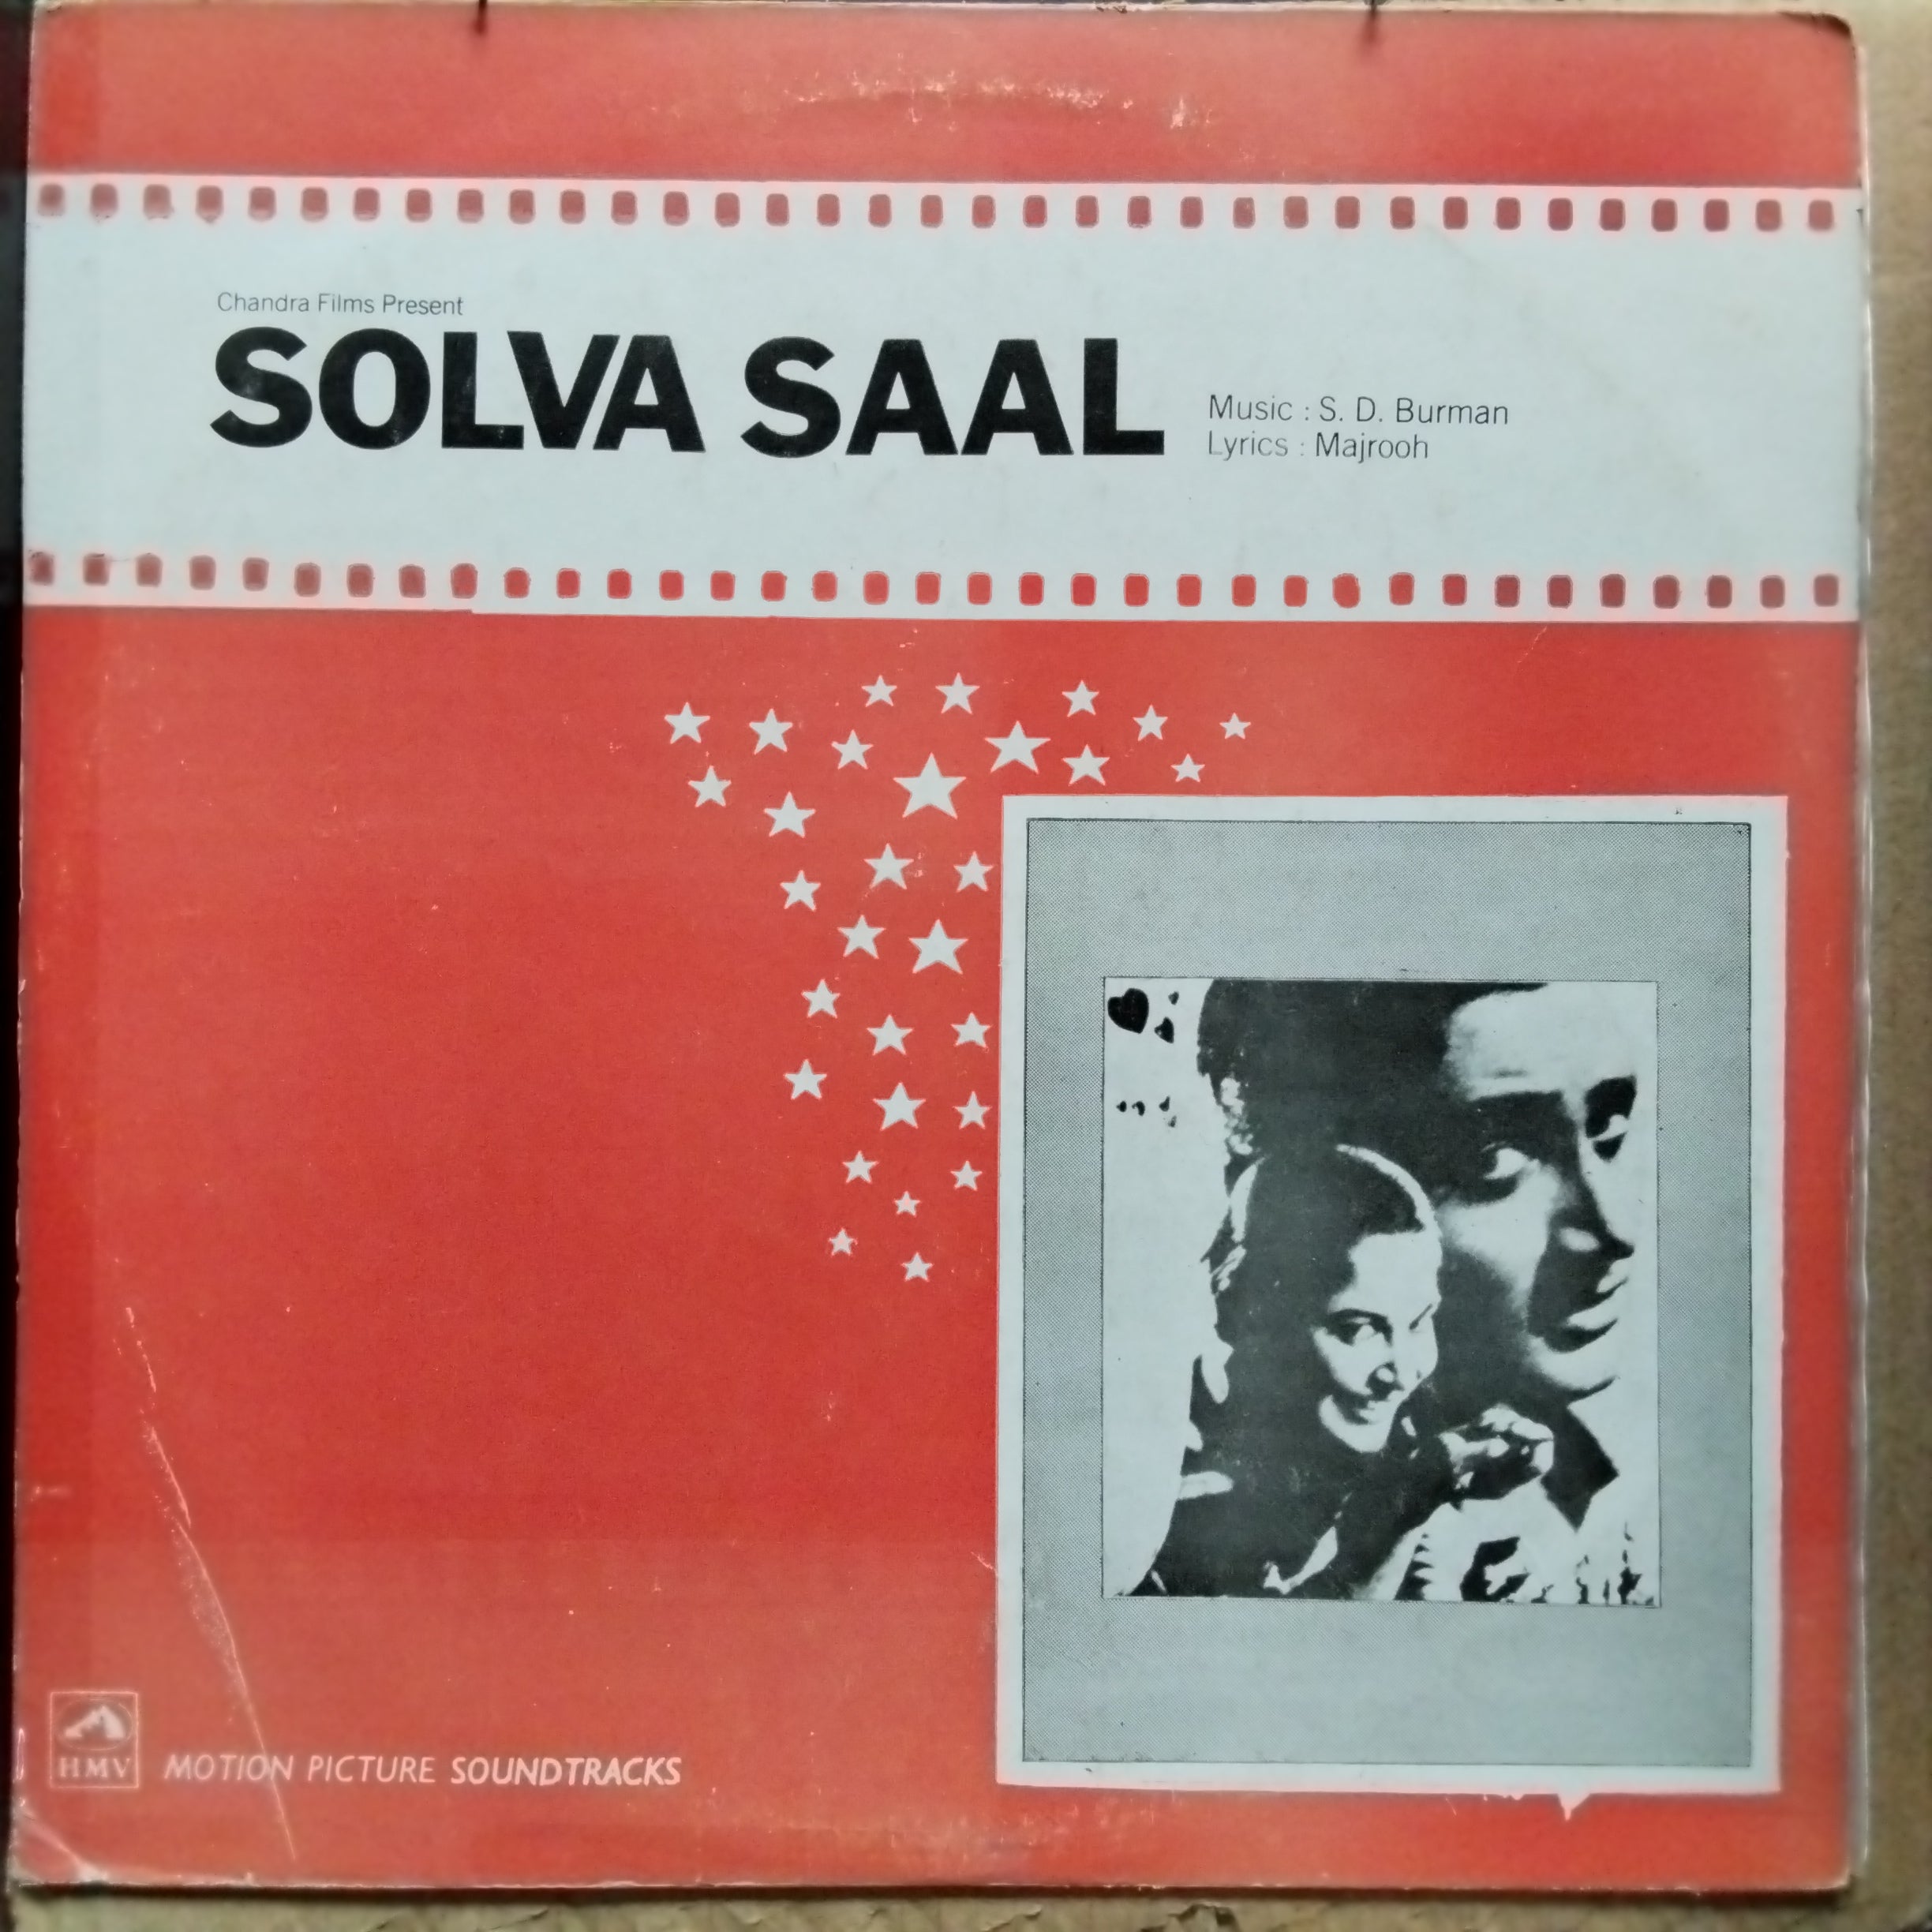 Chandra Films Present
SOLVA SAAL
Music : S. D. Burman
Lyrics : Majrooh
HMV
MOTION PICTURE SOUNDTRACKS